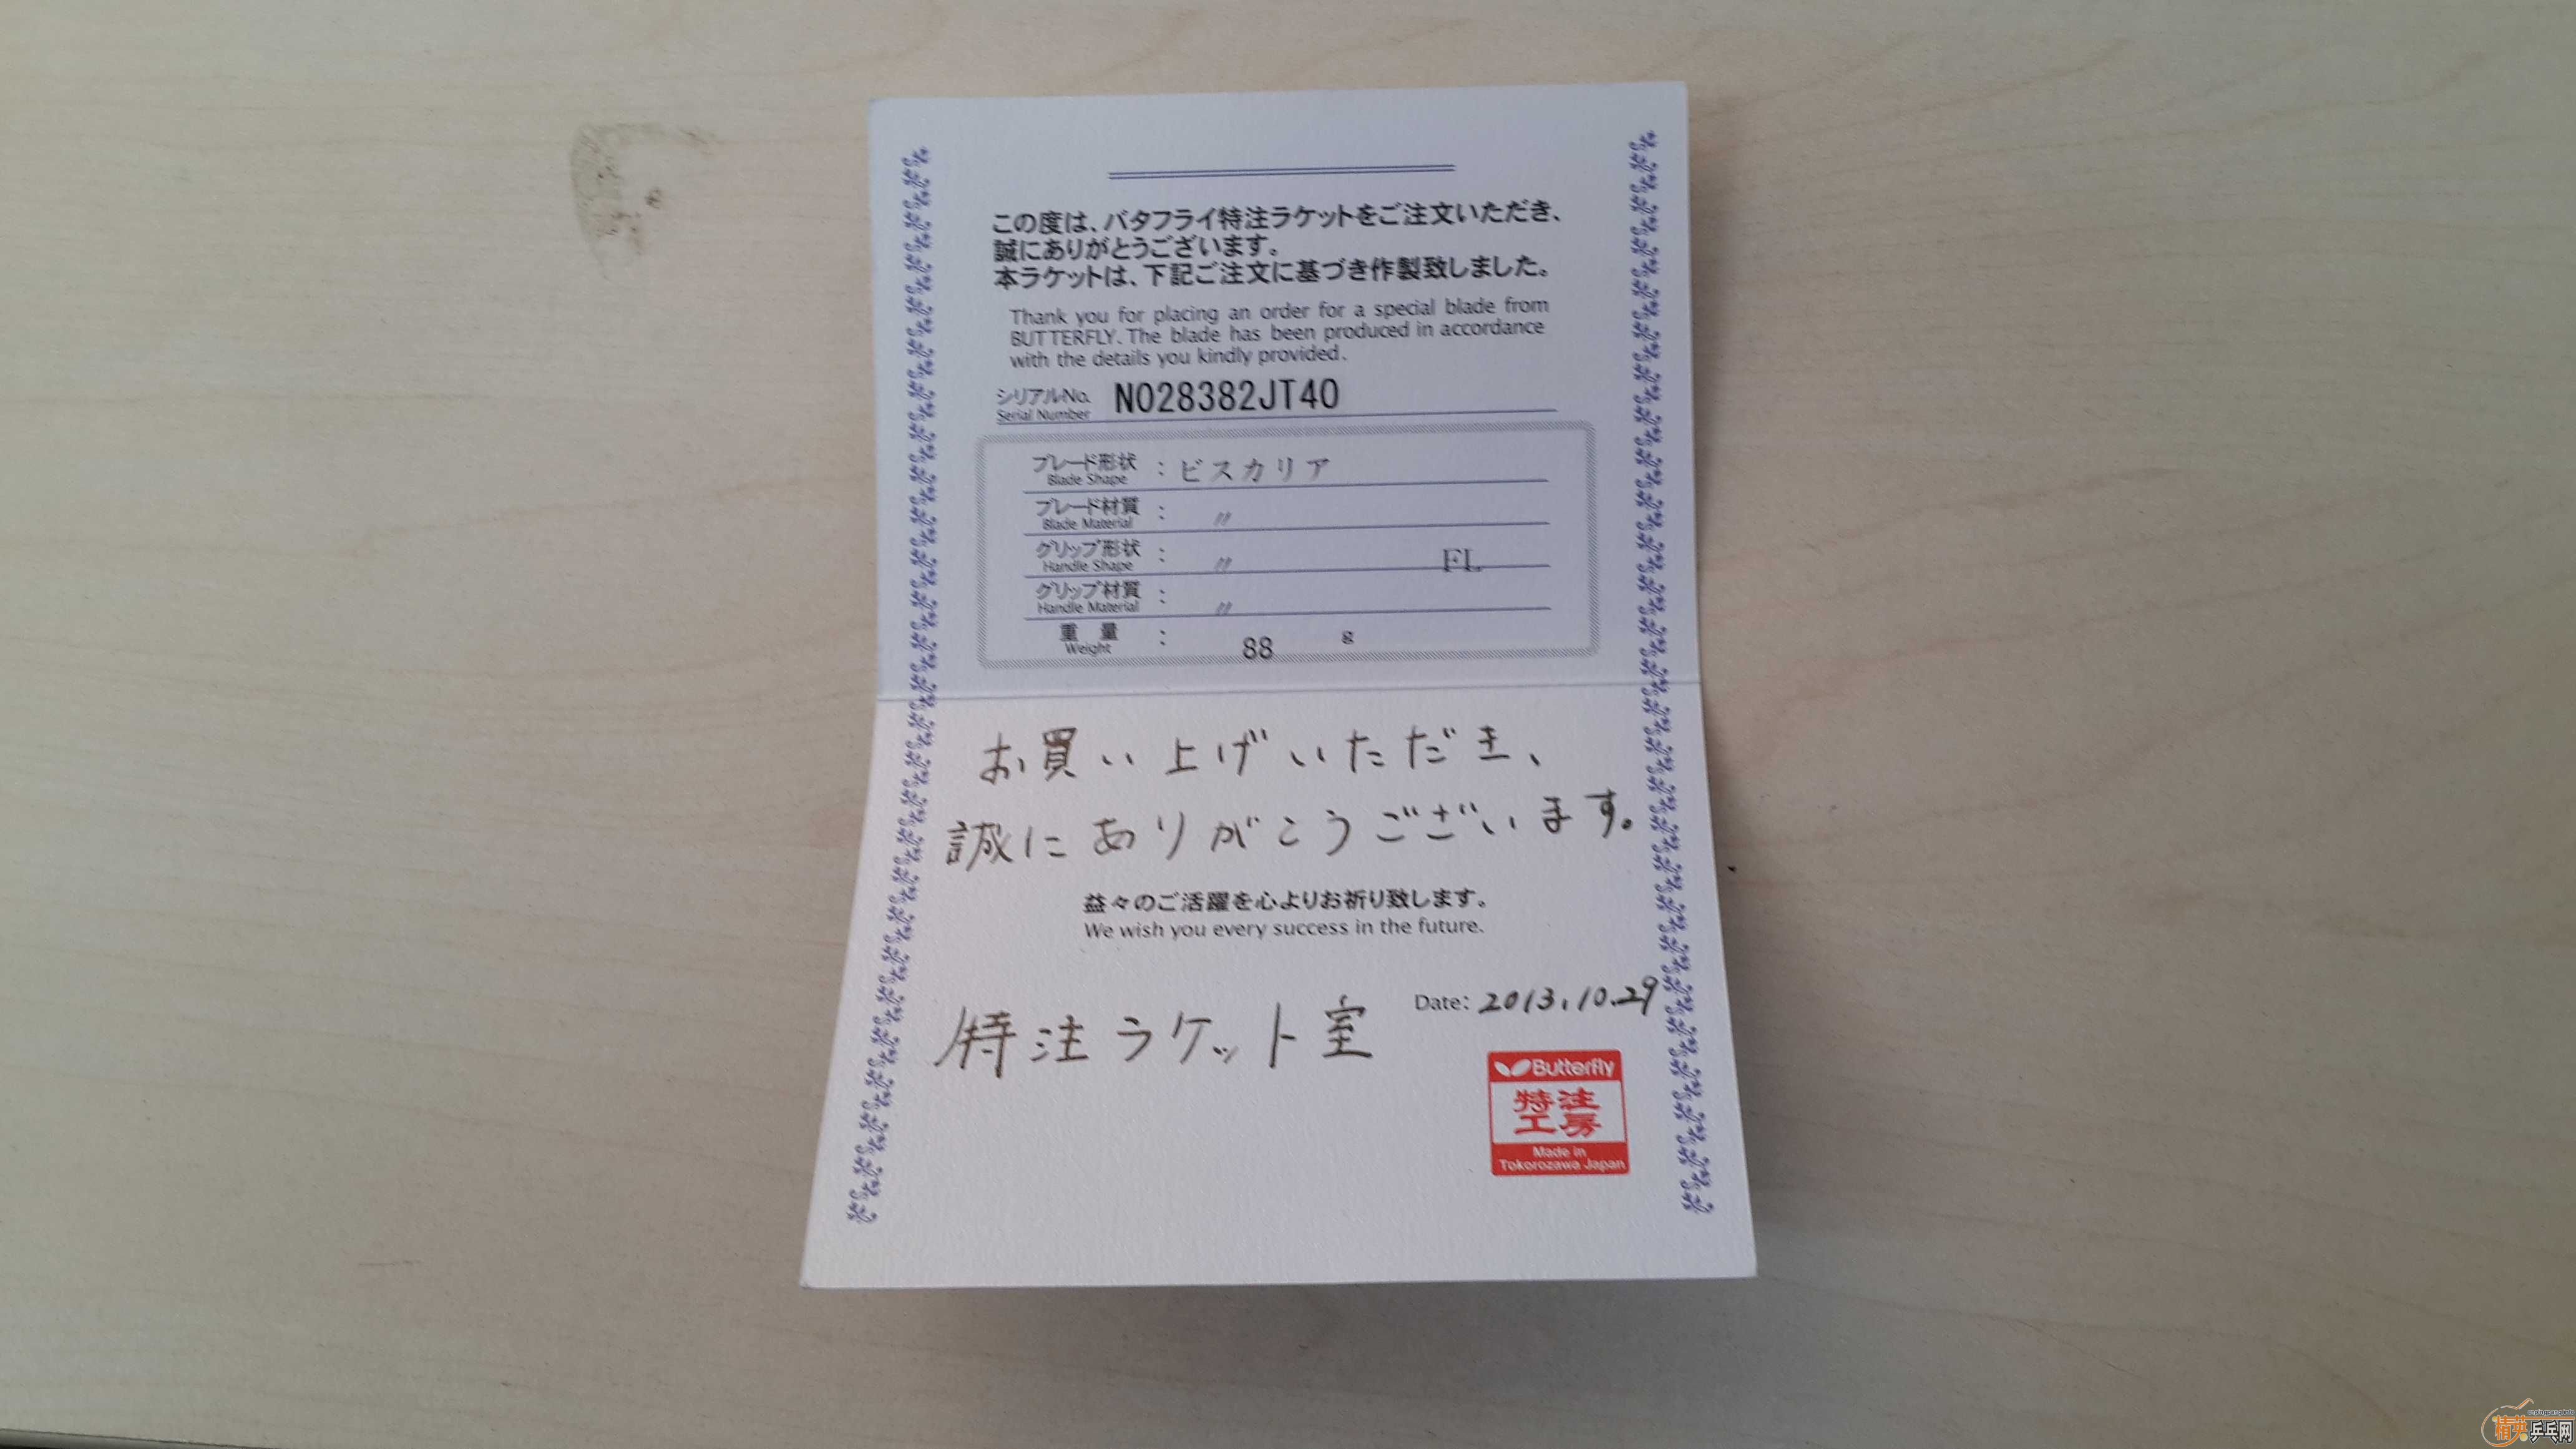 この度は、バタフライ特注ラケットをご注文いただき、
誠にありがとうございます。
本ラケットは、下記ご注文に基づき作製致しました。
Thank you for placing an order for a special blade from
BUTTERFLY. The blade has been produced in accordance
with the details you kindly provided.
シリアルNo. NO28382JT40
Serial Number
ブレード形状 : ビスカリア
Blade Shape
ブレード材質 : 〃
Blade Material
グリップ形状 : 〃 FL
Handle Shape
グリップ材質 : 〃
Handle Material
重量 : 88 g
Weight
お買い上げいただき、
誠にありがとうございます。
益々のご活躍を心よりお祈り致します。
We wish you every success in the future.
Date: 2013.10.29
特注ラケット室
Butterfly
特注
工房
Made in
Tokorozawa Japan
精英乒乓网